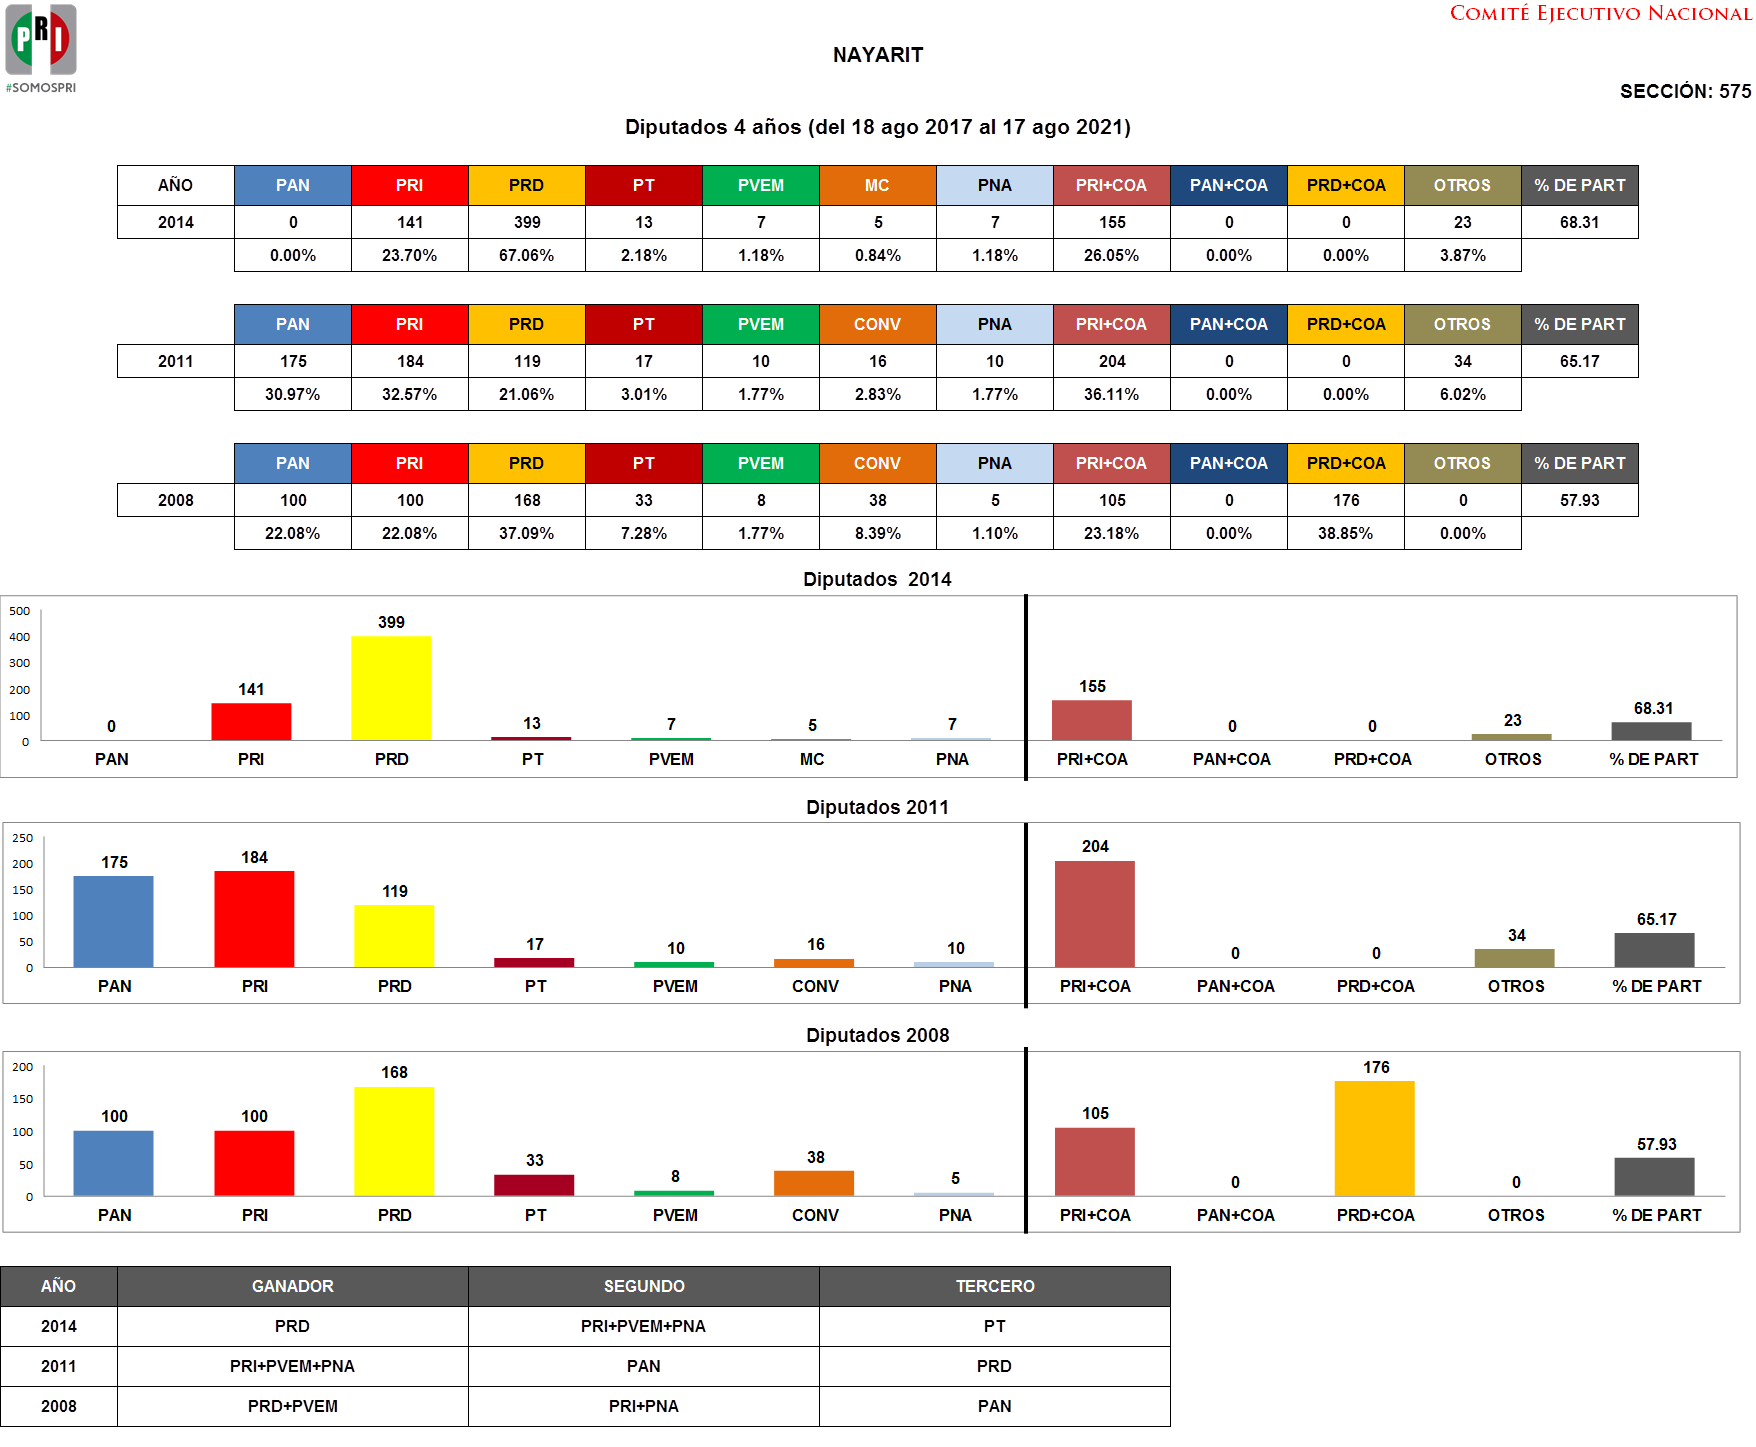 PRI
#SOMOSPRI
COMITÉ EJECUTIVO NACIONAL
NAYARIT
SECCIÓN: 575
Diputados 4 años (del 18 ago 2017 al 17 ago 2021)
AÑO PAN PRI PRD PT PVEM MC PNA PRI+COA PAN+COA PRD+COA OTROS % DE PART
2014 0 141 399 13 7 5 7 155 0 0 23 68.31
0.00% 23.70% 67.06% 2.18% 1.18% 0.84% 1.18% 26.05% 0.00% 0.00% 3.87%
PAN PRI PRD PT PVEM CONV PNA PRI+COA PAN+COA PRD+COA OTROS % DE PART
2011 175 184 119 17 10 16 10 204 0 0 34 65.17
30.97% 32.57% 21.06% 3.01% 1.77% 2.83% 1.77% 36.11% 0.00% 0.00% 6.02%
PAN PRI PRD PT PVEM CONV PNA PRI+COA PAN+COA PRD+COA OTROS % DE PART
2008 100 100 168 33 8 38 5 105 0 176 0 57.93
22.08% 22.08% 37.09% 7.28% 1.77% 8.39% 1.10% 23.18% 0.00% 38.85% 0.00%
Diputados 2014
500
400
300
200
100
0
0 141 399 13 7 5 7 155 0 0 23 68.31
PAN PRI PRD PT PVEM MC PNA PRI+COA PAN+COA PRD+COA OTROS % DE PART
Diputados 2011
250
200
150
100
50
0
175 184 119 17 10 16 10 204 0 0 34 65.17
PAN PRI PRD PT PVEM CONV PNA PRI+COA PAN+COA PRD+COA OTROS % DE PART
Diputados 2008
200
150
100
50
0
100 100 168 33 8 38 5 105 0 176 0 57.93
PAN PRI PRD PT PVEM CONV PNA PRI+COA PAN+COA PRD+COA OTROS % DE PART
AÑO GANADOR SEGUNDO TERCERO
2014 PRD PRI+PVEM+PNA PT
2011 PRI+PVEM+PNA PAN PRD
2008 PRD+PVEM PRI+PNA PAN